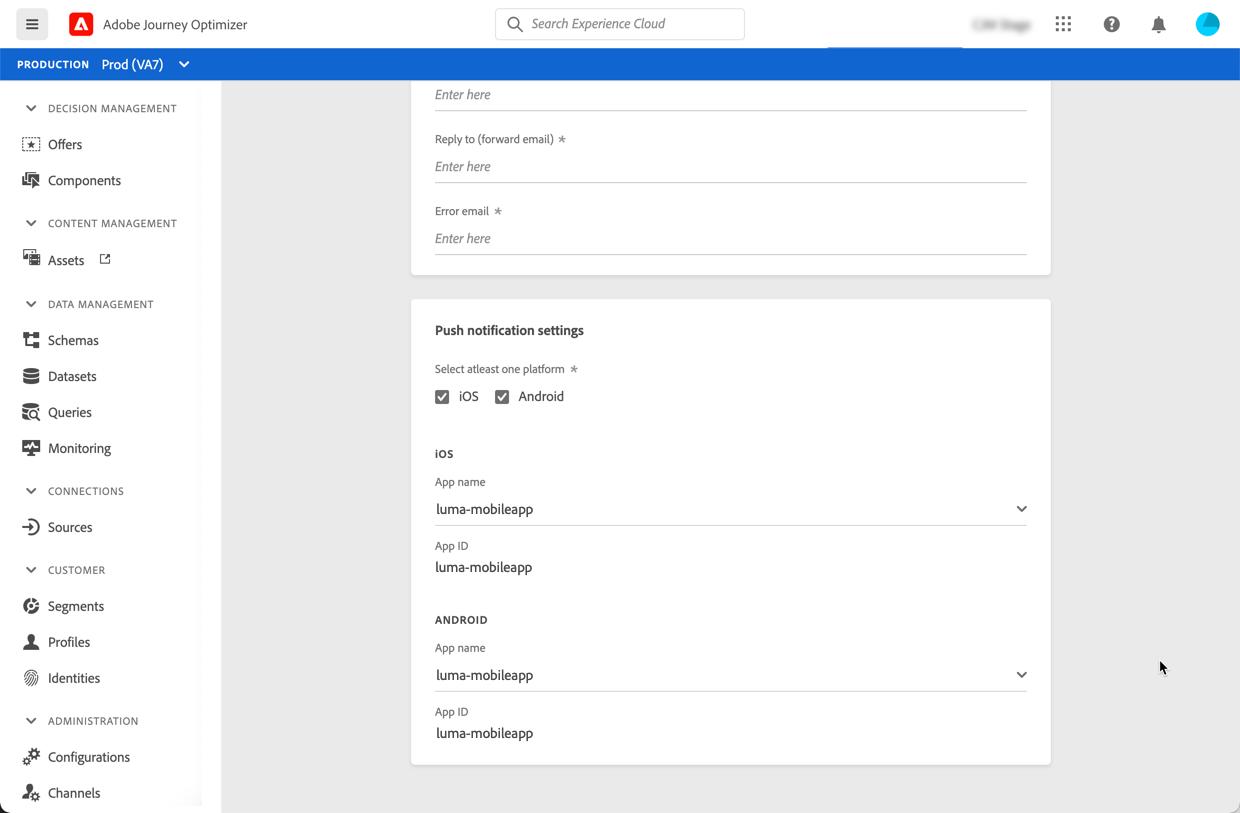 Adobe Journey Optimizer
Search Experience Cloud
PRODUCTION Prod (VA7)
DECISION MANAGEMENT
Offers
Components
CONTENT MANAGEMENT
Assets
DATA MANAGEMENT
Schemas
Datasets
Queries
Monitoring
CONNECTIONS
Sources
CUSTOMER
Segments
Profiles
Identities
ADMINISTRATION
Configurations
Channels
Enter here
Reply to (forward email) *
Enter here
Error email *
Enter here
Push notification settings
Select atleast one platform *
iOS Android
iOS
App name
luma-mobileapp
App ID
luma-mobileapp
ANDROID
App name
luma-mobileapp
App ID
luma-mobileapp